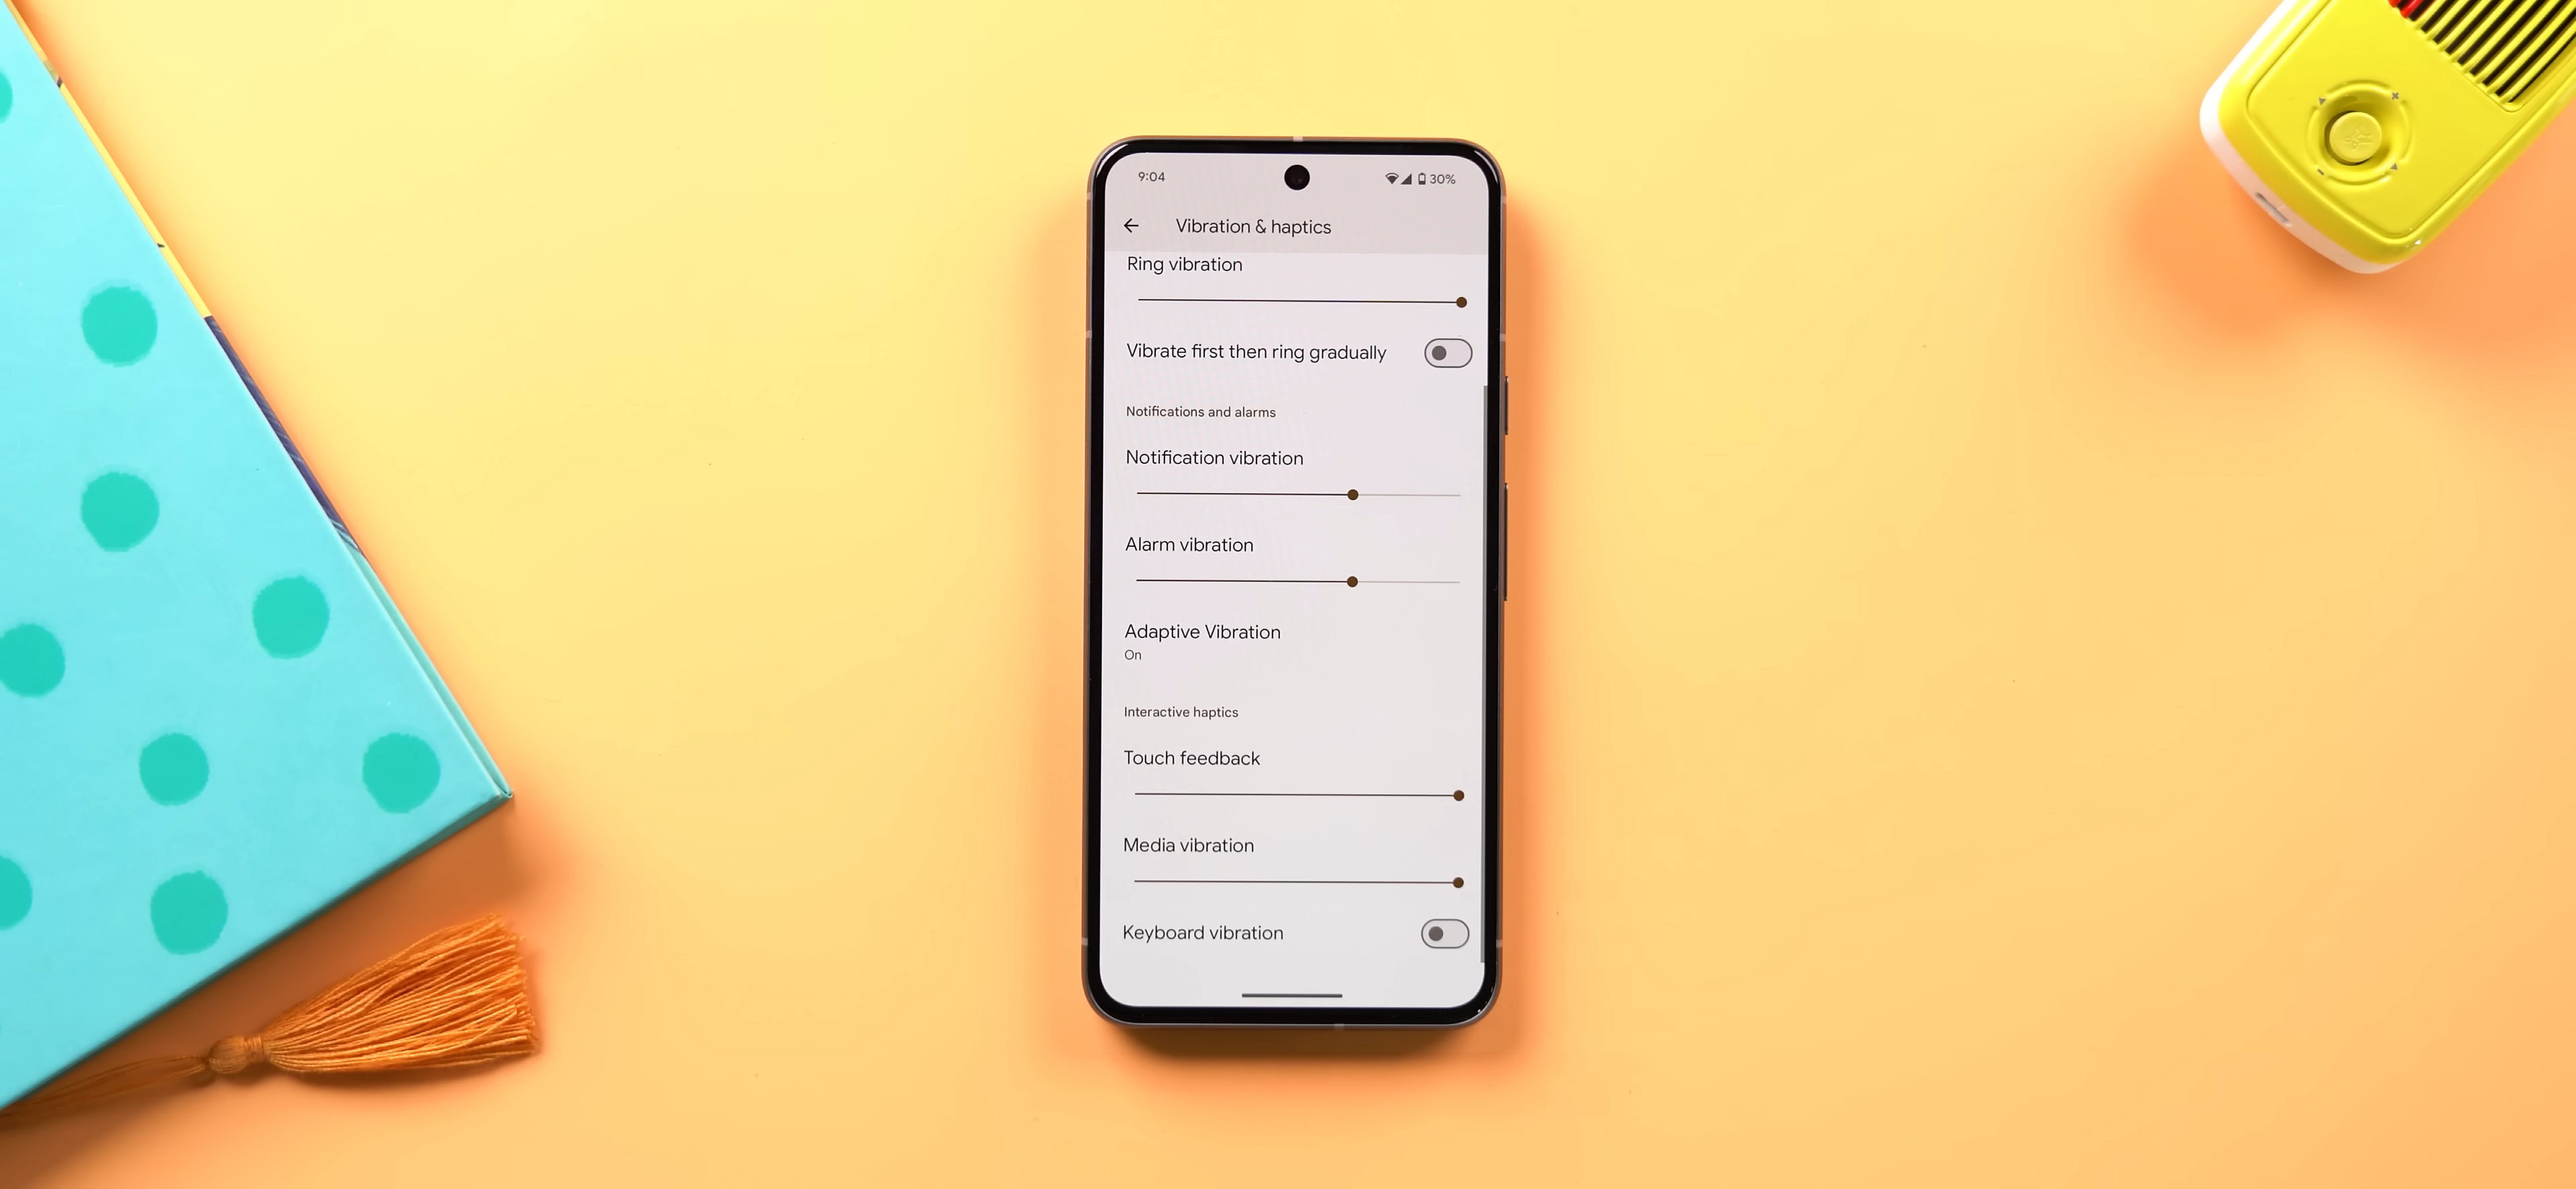 9:04 30%
Vibration & haptics
Ring vibration
Vibrate first then ring gradually
Notifications and alarms
Notification vibration
Alarm vibration
Adaptive Vibration
On
Interactive haptics
Touch feedback
Media vibration
Keyboard vibration